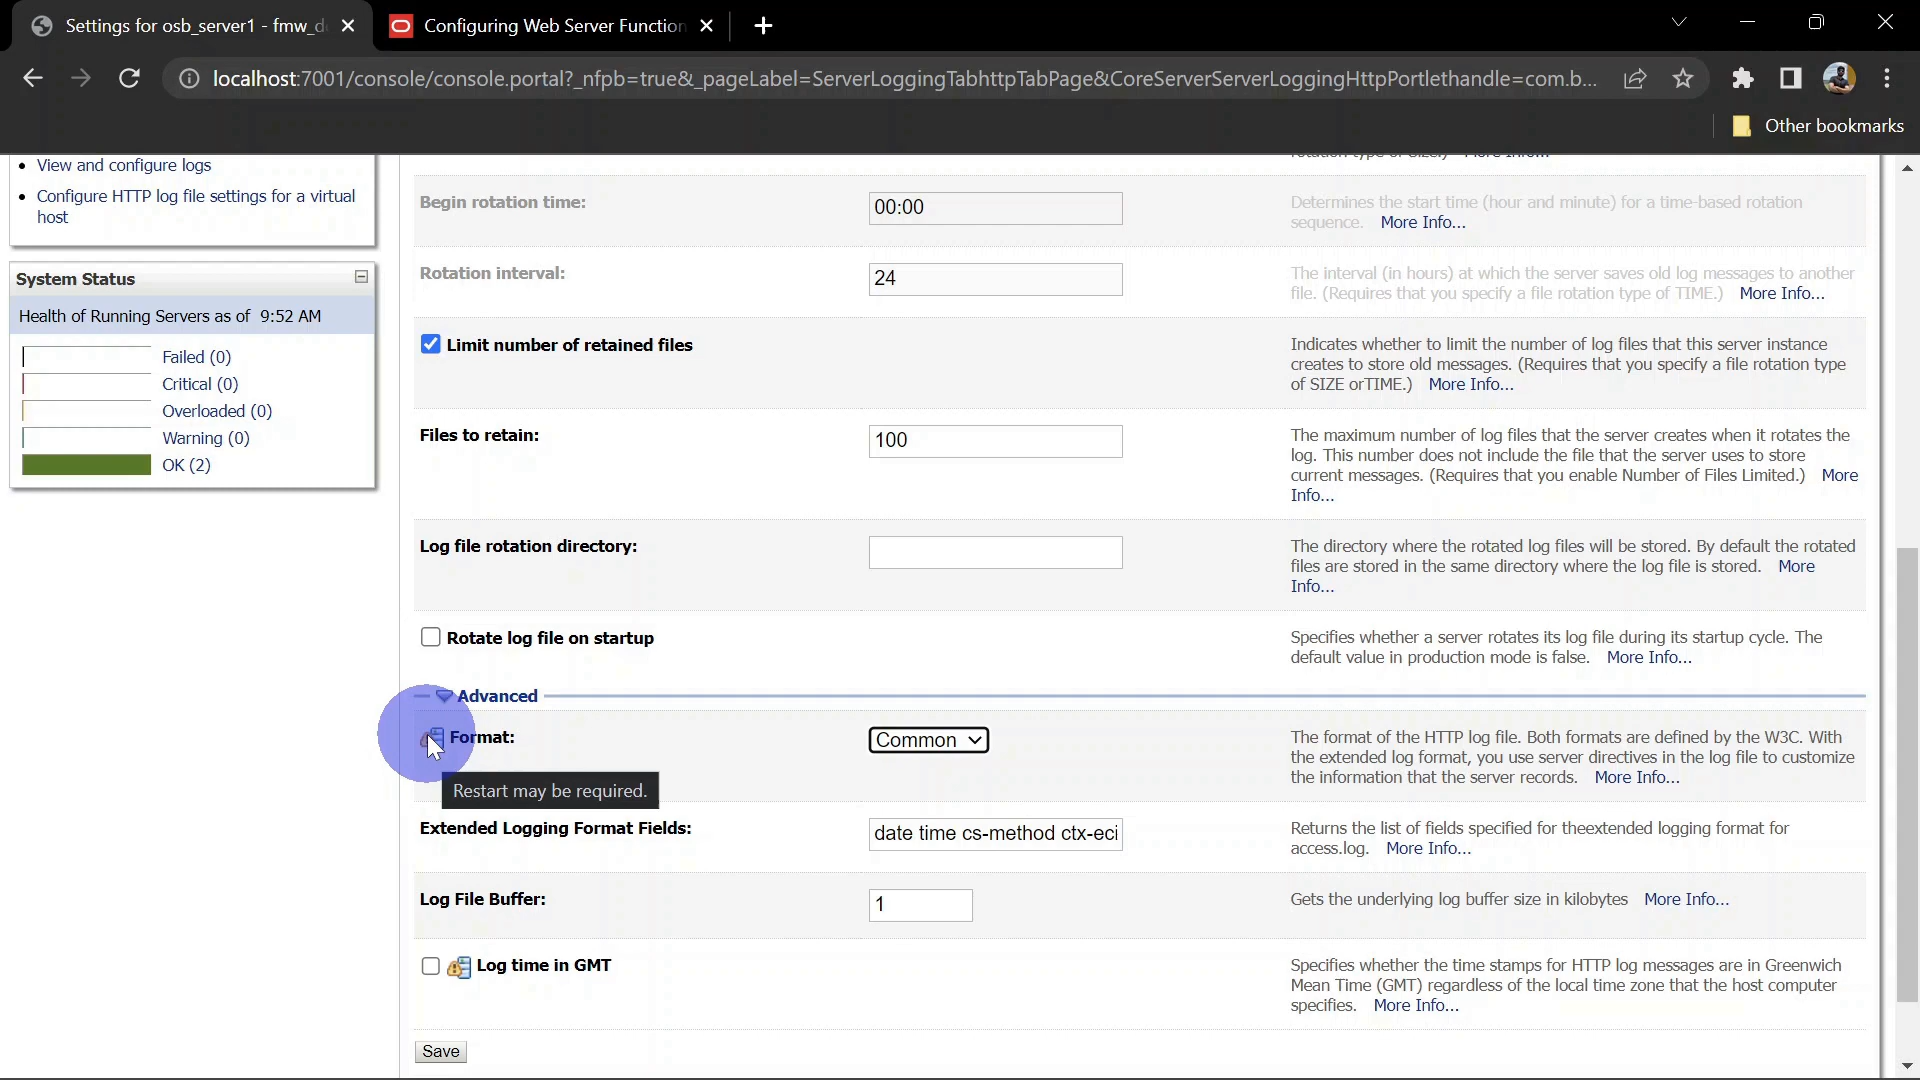 Settings for osb_server1 - fmw_d
Configuring Web Server Function
localhost:7001/console/console.portal?_nfpb=true&_pageLabel=ServerLoggingTabhttpTabPage&CoreServerServerLoggingHttpPortlethandle=com.b...
Other bookmarks
View and configure logs
Configure HTTP log file settings for a virtual
host
System Status
Health of Running Servers as of 9:52 AM
Failed (0)
Critical (0)
Overloaded (0)
Warning (0)
OK (2)
Begin rotation time:
00:00
Determines the start time (hour and minute) for a time-based rotation
sequence. More Info...
Rotation interval:
24
The interval (in hours) at which the server saves old log messages to another
file. (Requires that you specify a file rotation type of TIME.) More Info...
Limit number of retained files
Indicates whether to limit the number of log files that this server instance
creates to store old messages. (Requires that you specify a file rotation type
of SIZE orTIME.) More Info...
Files to retain:
100
The maximum number of log files that the server creates when it rotates the
log. This number does not include the file that the server uses to store
current messages. (Requires that you enable Number of Files Limited.) More
Info...
Log file rotation directory:
The directory where the rotated log files will be stored. By default the rotated
files are stored in the same directory where the log file is stored. More
Info...
Rotate log file on startup
Specifies whether a server rotates its log file during its startup cycle. The
default value in production mode is false. More Info...
Advanced
Format:
Common
The format of the HTTP log file. Both formats are defined by the W3C. With
the extended log format, you use server directives in the log file to customize
the information that the server records. More Info...
Restart may be required.
Extended Logging Format Fields:
date time cs-method ctx-eci
Returns the list of fields specified for theextended logging format for
access.log. More Info...
Log File Buffer:
1
Gets the underlying log buffer size in kilobytes More Info...
Log time in GMT
Specifies whether the time stamps for HTTP log messages are in Greenwich
Mean Time (GMT) regardless of the local time zone that the host computer
specifies. More Info...
Save